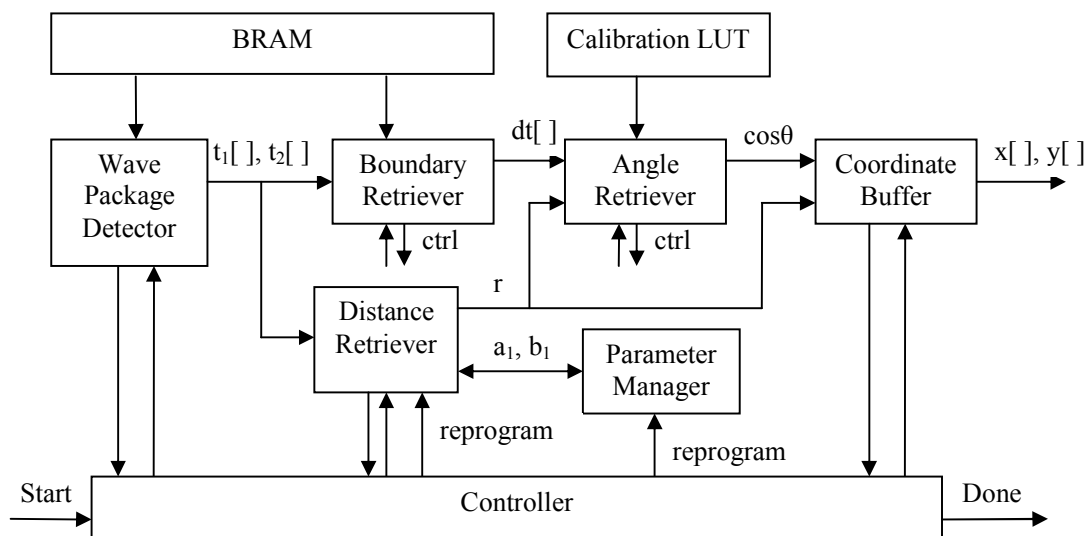 BRAM
Calibration LUT
Wave
Package
Detector
t₁[ ], t₂[ ]
Boundary
Retriever
dt[ ]
Angle
Retriever
cosθ
Coordinate
Buffer
x[ ], y[ ]
ctrl
ctrl
r
Distance
Retriever
a₁, b₁
Parameter
Manager
reprogram
reprogram
Start
Controller
Done